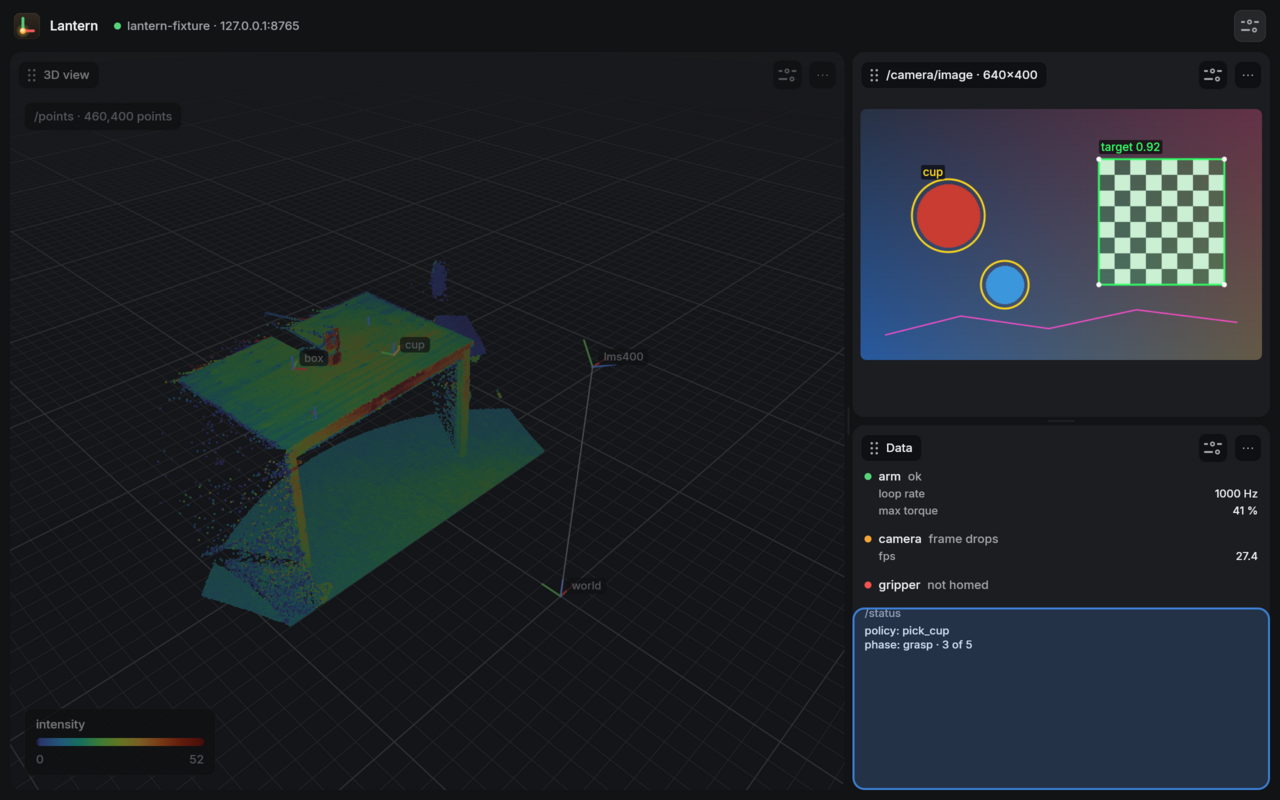 Lantern
lantern-fixture · 127.0.0.1:8765
3D view
/points · 460,400 points
box
cup
lms400
world
intensity
0 52
/camera/image · 640×400
cup
target 0.92
Data
arm ok
loop rate 1000 Hz
max torque 41 %
camera frame drops
fps 27.4
gripper not homed
/status
policy: pick_cup
phase: grasp · 3 of 5